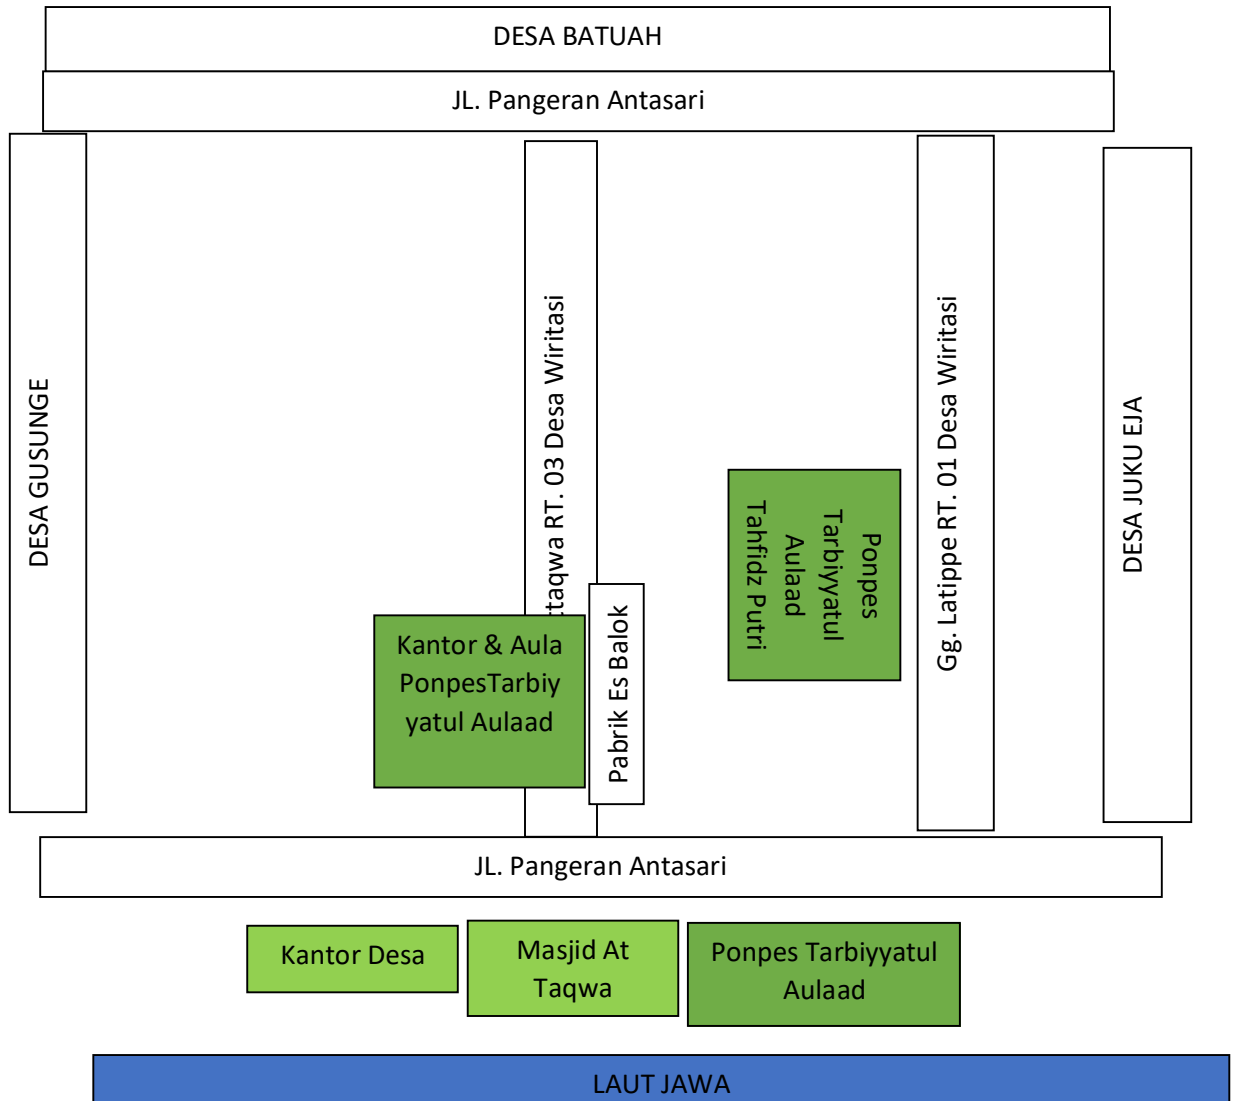 DESA BATUAH
JL. Pangeran Antasari
DESA GUSUNGE
RT. 03 Desa Wiritasi
Gg. Latippe RT. 01 Desa Wiritasi
DESA JUKU EJA
Ponpes
Tarbiyyatul
Aulaad
Tahfidz Putri
Kantor & Aula
PonpesTarbiy
yatul Aulaad
Pabrik Es Balok
JL. Pangeran Antasari
Kantor Desa
Masjid At
Taqwa
Ponpes Tarbiyyatul
Aulaad
LAUT JAWA